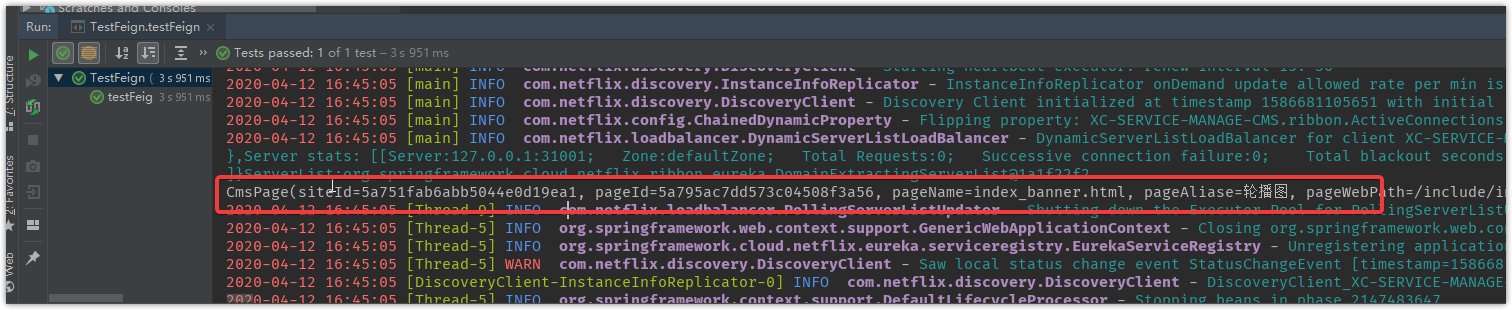 Scratches and Consoles
Run: TestFeign.testFeign ×
Tests passed: 1 of 1 test – 3 s 951 ms
TestFeign ( 3 s 951 ms
testFeig 3 s 951 ms
2020-04-12 16:45:05 [main] INFO com.netflix.discovery.DiscoveryClient - Starting heartbeat executor: renew interval is: 30
2020-04-12 16:45:05 [main] INFO com.netflix.discovery.InstanceInfoReplicator - InstanceInfoReplicator onDemand update allowed rate per min is
2020-04-12 16:45:05 [main] INFO com.netflix.discovery.DiscoveryClient - Discovery Client initialized at timestamp 1586681105651 with initial
2020-04-12 16:45:05 [main] INFO com.netflix.config.ChainedDynamicProperty - Flipping property: XC-SERVICE-MANAGE-CMS.ribbon.ActiveConnections
2020-04-12 16:45:05 [main] INFO com.netflix.loadbalancer.DynamicServerListLoadBalancer - DynamicServerListLoadBalancer for client XC-SERVICE-M
},Server stats: [[Server:127.0.0.1:31001; Zone:defaultZone; Total Requests:0; Successive connection failure:0; Total blackout seconds
]}ServerList:org.springframework.cloud.netflix.ribbon.eureka.DomainExtractingServerList@1a1f22f2
CmsPage(siteId=5a751fab6abb5044e0d19ea1, pageId=5a795ac7dd573c04508f3a56, pageName=index_banner.html, pageAliase=轮播图, pageWebPath=/include/in
2020-04-12 16:45:05 [Thread-9] INFO com.netflix.loadbalancer.PollingServerListUpdater - Shutting down the Executor Pool for PollingServerList
2020-04-12 16:45:05 [Thread-5] INFO org.springframework.web.context.support.GenericWebApplicationContext - Closing org.springframework.web.co
2020-04-12 16:45:05 [Thread-5] INFO org.springframework.cloud.netflix.eureka.serviceregistry.EurekaServiceRegistry - Unregistering application
2020-04-12 16:45:05 [Thread-5] WARN com.netflix.discovery.DiscoveryClient - Saw local status change event StatusChangeEvent [timestamp=158668
2020-04-12 16:45:05 [DiscoveryClient-InstanceInfoReplicator-0] INFO com.netflix.discovery.DiscoveryClient - DiscoveryClient_XC-SERVICE-MANAGE
2020-04-12 16:45:05 [Thread-5] INFO org.springframework.context.support.DefaultLifecycleProcessor - Stopping beans in phase 2147483647
7: Structure
2: Favorites
Web